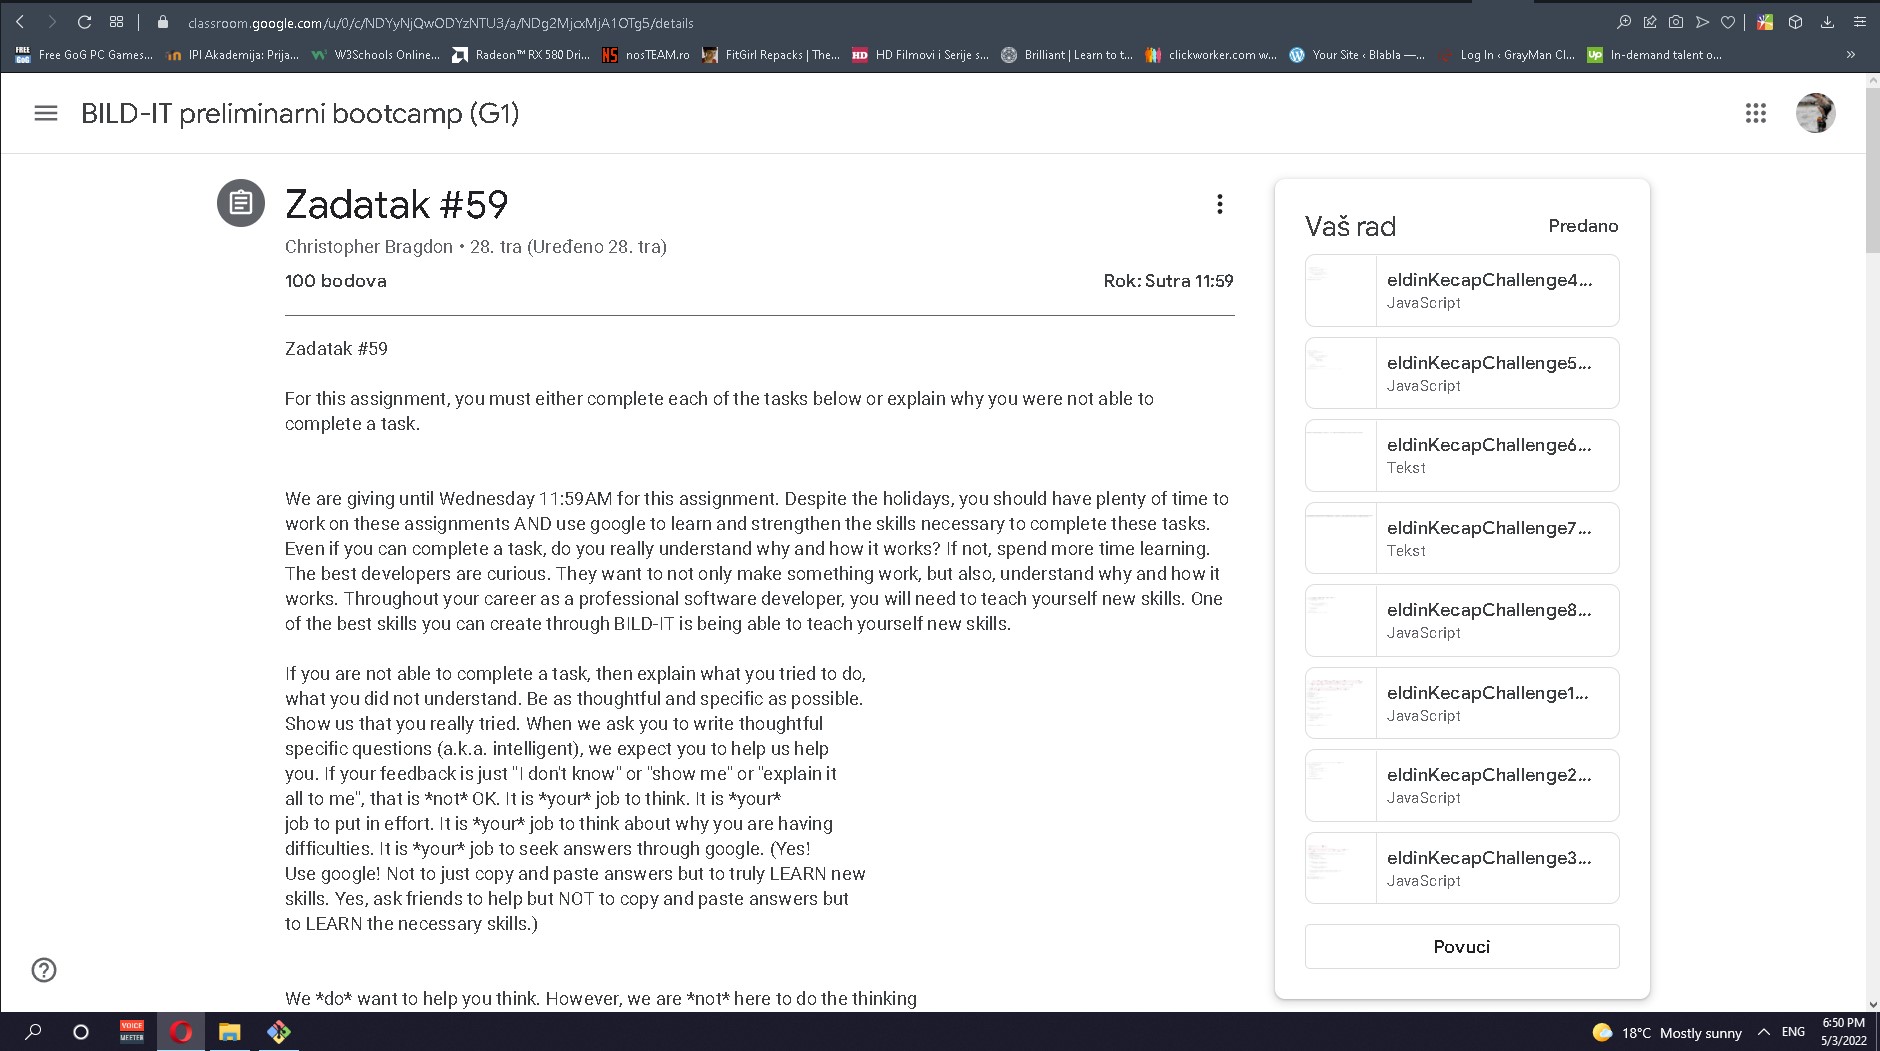 classroom.google.com/u/0/c/NDYyNjQwODYzNTU3/a/NDg2MjcxMjA1OTg5/details
FREE GoG Free GoG PC Games... in IPI Akademija: Prija... W3Schools Online... Radeon™ RX 580 Dri... NS nosTEAM.ro FitGirl Repacks | The... HD HD Filmovi i Serije s... Brilliant | Learn to t... clickworker.com w... Your Site ‹ Blabla —... Log In ‹ GrayMan Cl... Up In-demand talent o... »
BILD-IT preliminarni bootcamp (G1)
Zadatak #59
Christopher Bragdon • 28. tra (Uređeno 28. tra)
100 bodova Rok: Sutra 11:59
Zadatak #59
For this assignment, you must either complete each of the tasks below or explain why you were not able to
complete a task.
We are giving until Wednesday 11:59AM for this assignment. Despite the holidays, you should have plenty of time to
work on these assignments AND use google to learn and strengthen the skills necessary to complete these tasks.
Even if you can complete a task, do you really understand why and how it works? If not, spend more time learning.
The best developers are curious. They want to not only make something work, but also, understand why and how it
works. Throughout your career as a professional software developer, you will need to teach yourself new skills. One
of the best skills you can create through BILD-IT is being able to teach yourself new skills.
If you are not able to complete a task, then explain what you tried to do,
what you did not understand. Be as thoughtful and specific as possible.
Show us that you really tried. When we ask you to write thoughtful
specific questions (a.k.a. intelligent), we expect you to help us help
you. If your feedback is just "I don't know" or "show me" or "explain it
all to me", that is *not* OK. It is *your* job to think. It is *your*
job to put in effort. It is *your* job to think about why you are having
difficulties. It is *your* job to seek answers through google. (Yes!
Use google! Not to just copy and paste answers but to truly LEARN new
skills. Yes, ask friends to help but NOT to copy and paste answers but
to LEARN the necessary skills.)
We *do* want to help you think. However, we are *not* here to do the thinking
Vaš rad Predano
eldinKecapChallenge4...
JavaScript
eldinKecapChallenge5...
JavaScript
eldinKecapChallenge6...
Tekst
eldinKecapChallenge7...
Tekst
eldinKecapChallenge8...
JavaScript
eldinKecapChallenge1...
JavaScript
eldinKecapChallenge2...
JavaScript
eldinKecapChallenge3...
JavaScript
Povuci
VOICE
MEETER
18°C Mostly sunny ENG
6:50 PM
5/3/2022